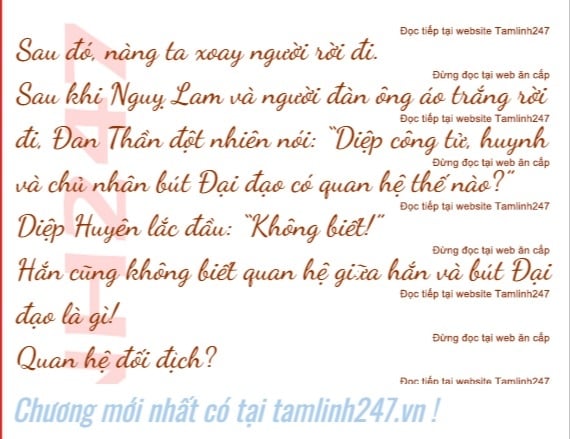 Đọc tiếp tại website Tamlinh247
Sau đó, nàng ta xoay người rời đi.
Đừng đọc tại web ăn cắp
Sau khi Ngụy Lam và người đàn ông áo trắng rời
Đọc tiếp tại website Tamlinh247
đi, Đan Thần đột nhiên nói: “Diệp công tử, huynh
Đừng đọc tại web ăn cắp
và chủ nhân bút Đại đạo có quan hệ thế nào?”
Đọc tiếp tại website Tamlinh247
Diệp Huyên lắc đầu: “Không biết!”
Đừng đọc tại web ăn cắp
Hắn cũng không biết quan hệ giữa hắn và bút Đại
Đọc tiếp tại website Tamlinh247
đạo là gì!
Đừng đọc tại web ăn cắp
Quan hệ đối địch?
Đọc tiếp tại website Tamlinh247
Chương mới nhất có tại tamlinh247.vn !
NH247